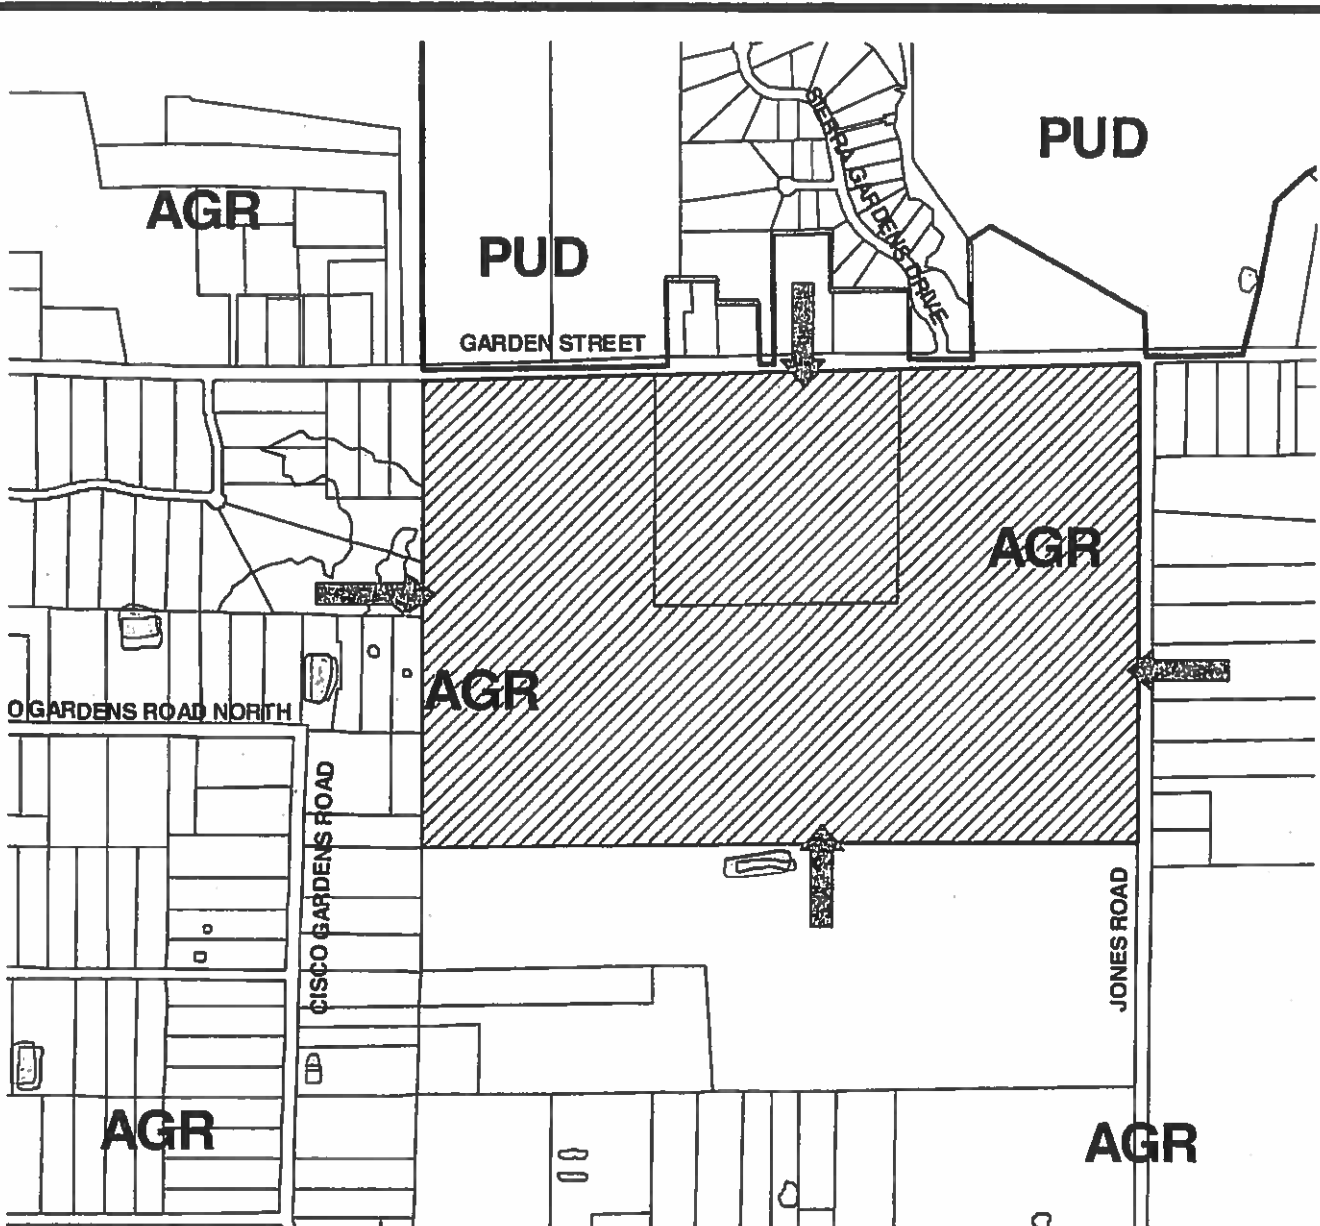 PUD
AGR
SIERRA GARDENS DRIVE
PUD
GARDEN STREET
AGR
AGR
O GARDENS ROAD NORTH
CISCO GARDENS ROAD
JONES ROAD
AGR
AGR